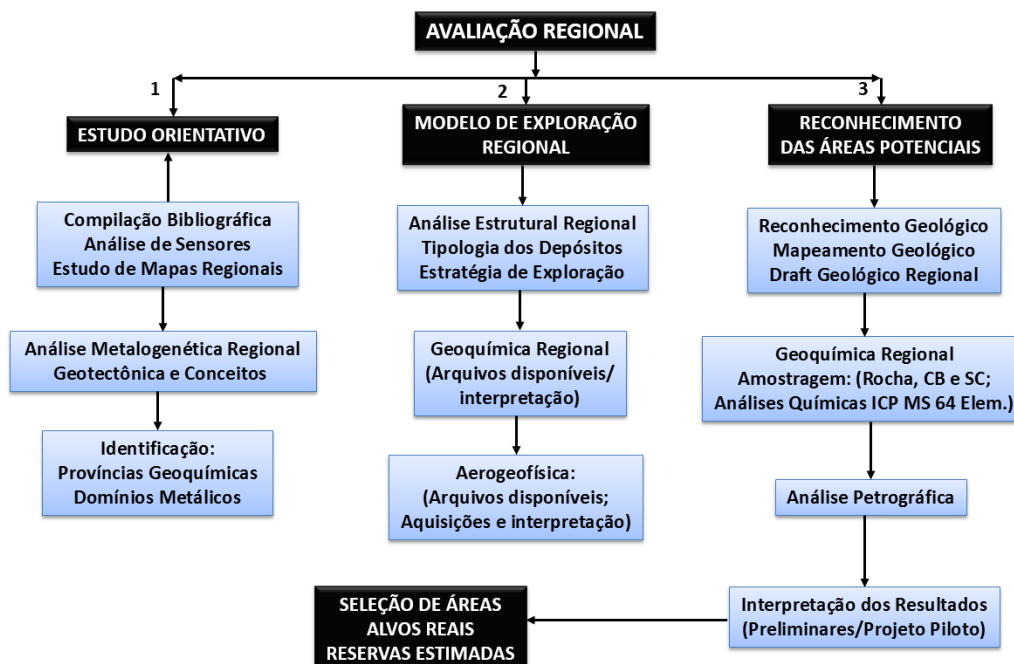 AVALIAÇÃO REGIONAL
1
2
3
ESTUDO ORIENTATIVO
Compilação Bibliográfica
Análise de Sensores
Estudo de Mapas Regionais
Análise Metalogenética Regional
Geotectônica e Conceitos
Identificação:
Províncias Geoquímicas
Domínios Metálicos
MODELO DE EXPLORAÇÃO
REGIONAL
Análise Estrutural Regional
Tipologia dos Depósitos
Estratégia de Exploração
Geoquímica Regional
(Arquivos disponíveis/
interpretação)
Aerogeofísica:
(Arquivos disponíveis;
Aquisições e interpretação)
RECONHECIMENTO
DAS ÁREAS POTENCIAIS
Reconhecimento Geológico
Mapeamento Geológico
Draft Geológico Regional
Geoquímica Regional
Amostragem: (Rocha, CB e SC;
Análises Químicas ICP MS 64 Elem.)
Análise Petrográfica
Interpretação dos Resultados
(Preliminares/Projeto Piloto)
SELEÇÃO DE ÁREAS
ALVOS REAIS
RESERVAS ESTIMADAS